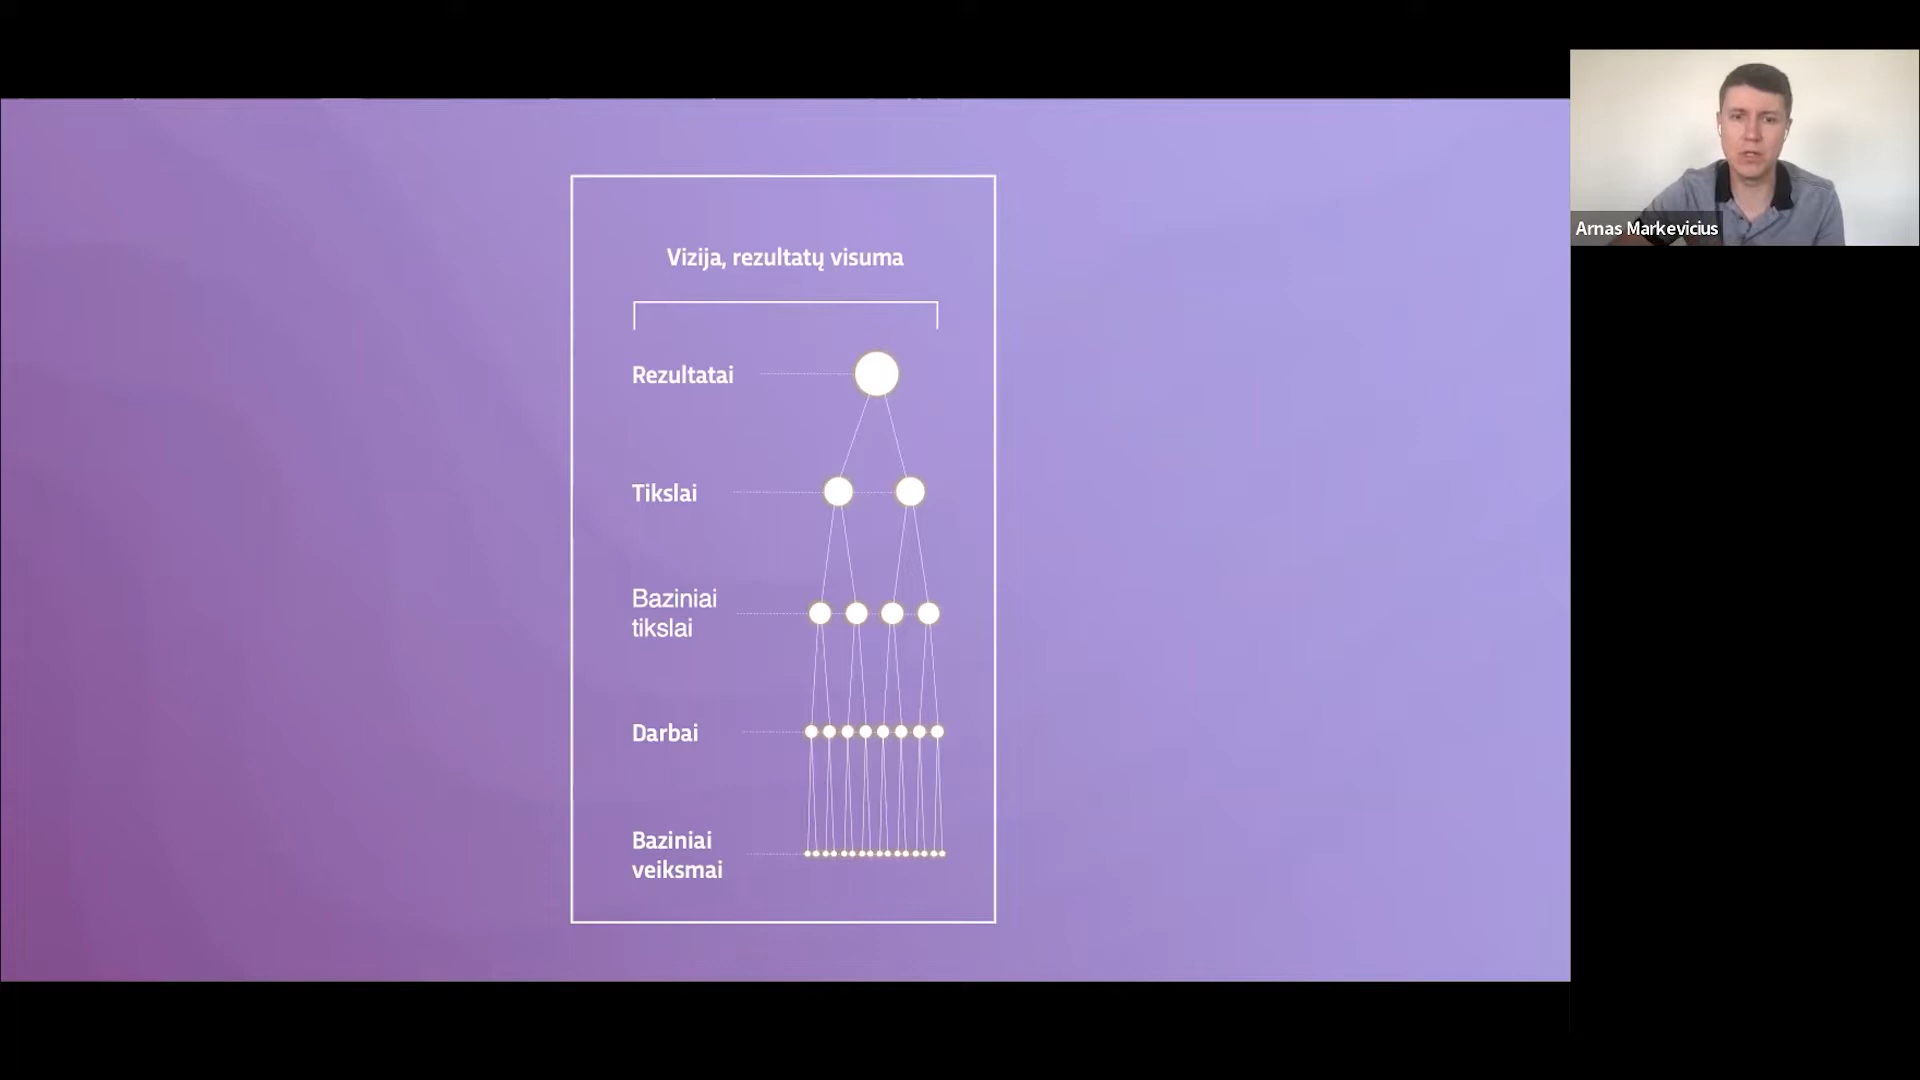 Vizija, rezultatų visuma
Rezultatai
Tikslai
Baziniai
tikslai
Darbai
Baziniai
veiksmai
Arnas Markevicius